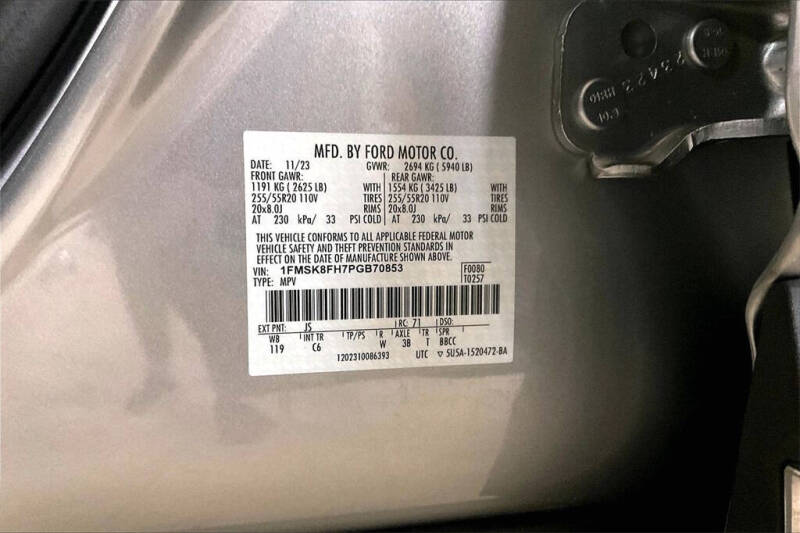 MFD. BY FORD MOTOR CO.
DATE: 11/23 GVWR: 2694 KG ( 5940 LB)
FRONT GAWR: REAR GAWR:
1191 KG ( 2625 LB) WITH 1554 KG ( 3425 LB) WITH
255/55R20 110V TIRES 255/55R20 110V TIRES
20x8.0J RIMS 20x8.0J RIMS
AT 230 kPa/ 33 PSI COLD AT 230 kPa/ 33 PSI COLD
THIS VEHICLE CONFORMS TO ALL APPLICABLE FEDERAL MOTOR
VEHICLE SAFETY AND THEFT PREVENTION STANDARDS IN
EFFECT ON THE DATE OF MANUFACTURE SHOWN ABOVE.
VIN: 1FMSK8FH7PGB70853 F0080
TYPE: MPV T0257
EXT PNT: JS RC: 71 DSO:
WB INT TR TP/PS R AXLE TR SPR
119 C6 W 3B T BBCC
1202310086393 UTC ▽ 5U5A-1520472-BA
23423